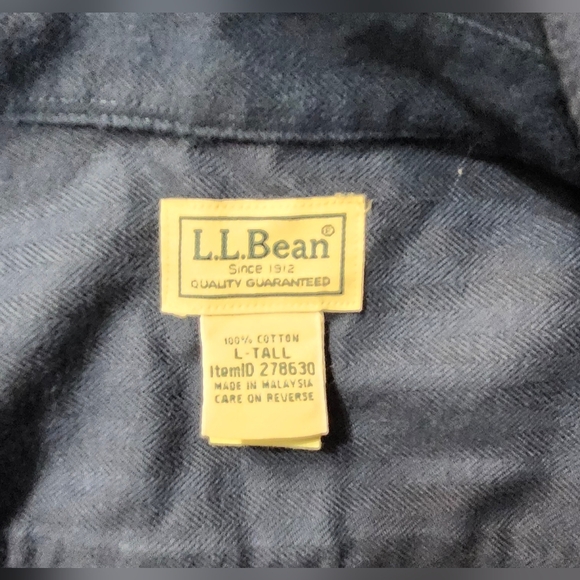 L.L.Bean®
Since 1912
QUALITY GUARANTEED
100% COTTON
L-TALL
ItemID 278630
MADE IN MALAYSIA
CARE ON REVERSE